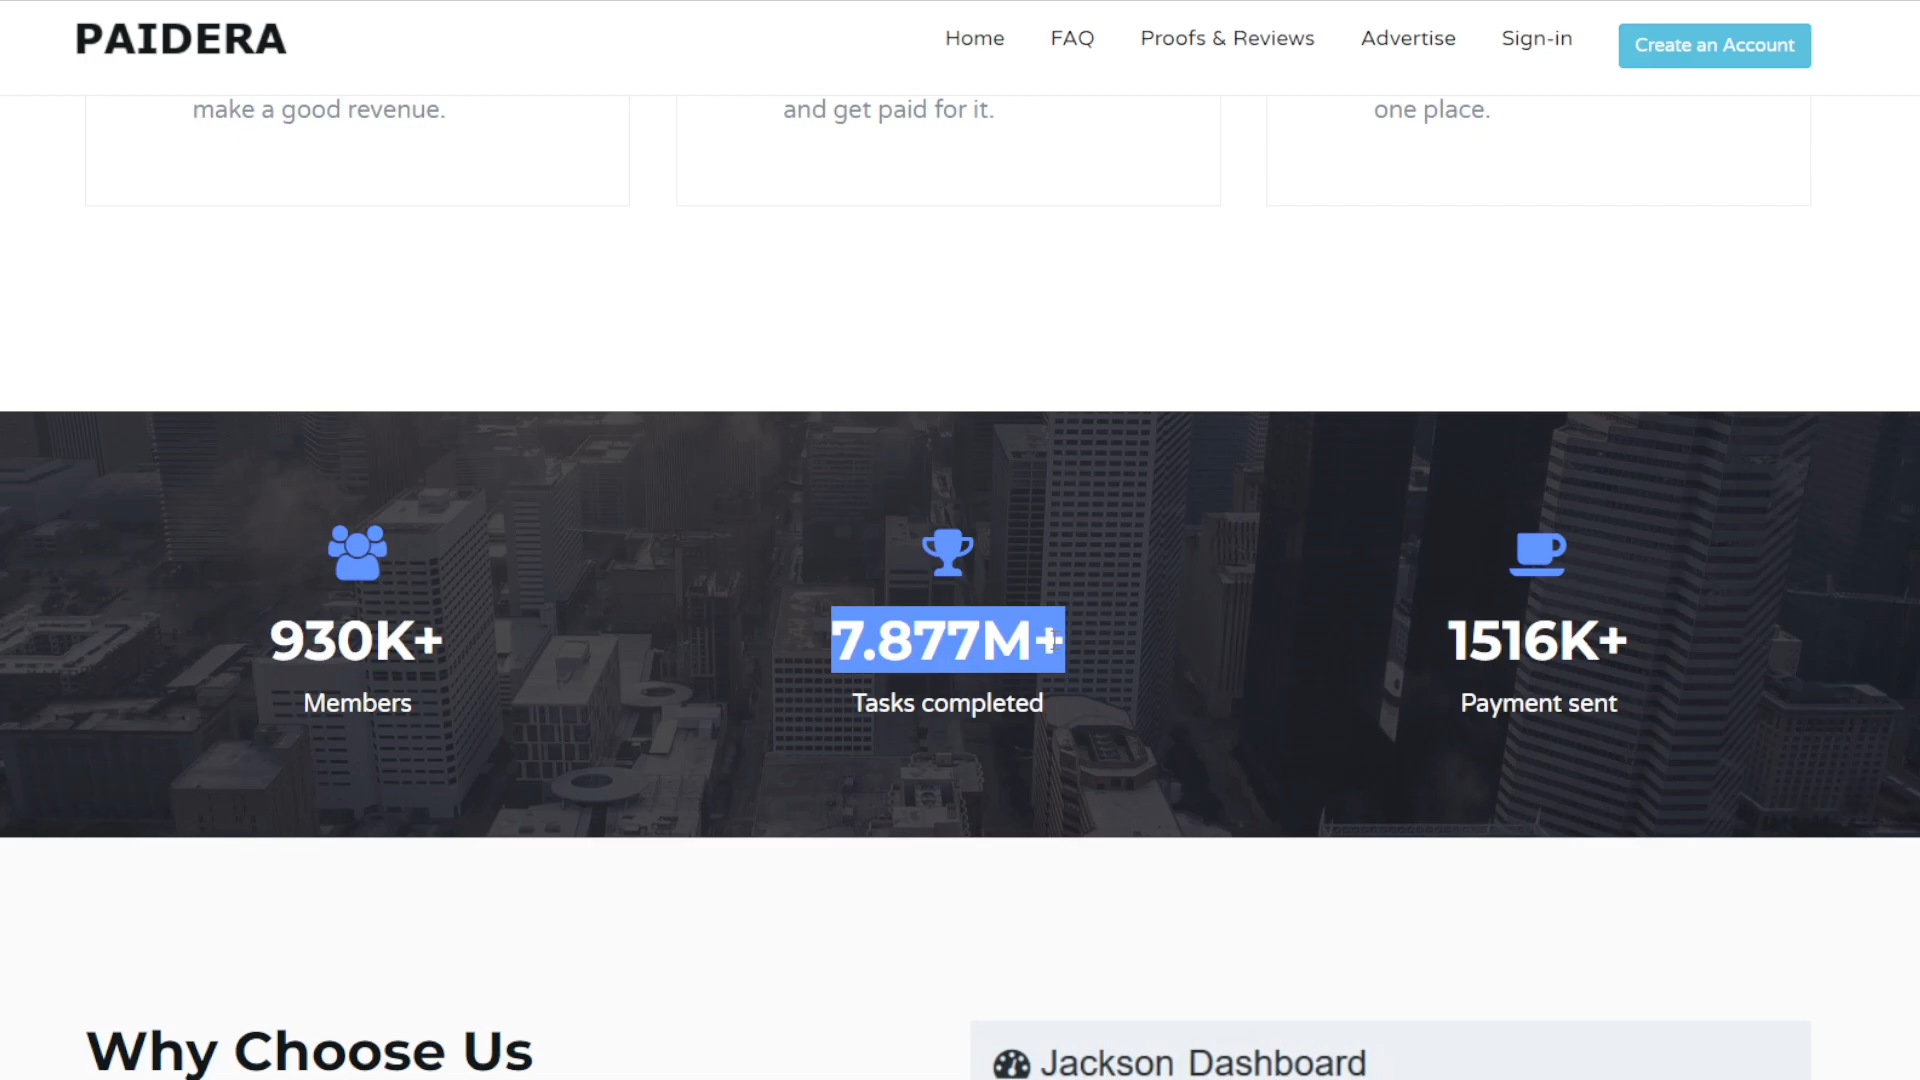 PAIDERA
Home FAQ Proofs & Reviews Advertise Sign-in Create an Account
make a good revenue.
and get paid for it.
one place.
930K+
Members
7.877M+
Tasks completed
1516K+
Payment sent
Why Choose Us
Jackson Dashboard